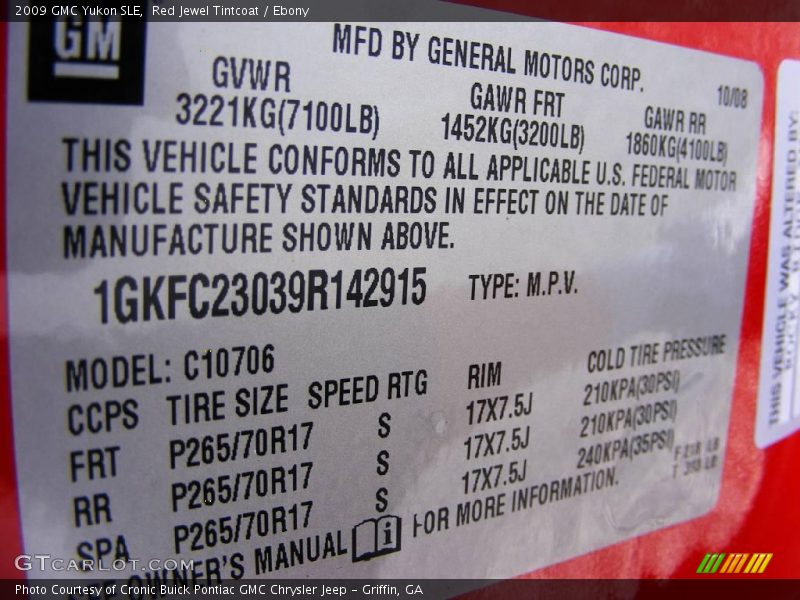 2009 GMC Yukon SLE, Red Jewel Tintcoat / Ebony
GM
MFD BY GENERAL MOTORS CORP.
10/08
GVWR GAWR FRT GAWR RR
3221KG(7100LB) 1452KG(3200LB) 1860KG(4100LB)
THIS VEHICLE CONFORMS TO ALL APPLICABLE U.S. FEDERAL MOTOR
VEHICLE SAFETY STANDARDS IN EFFECT ON THE DATE OF
MANUFACTURE SHOWN ABOVE.
1GKFC23039R142915 TYPE: M.P.V.
MODEL: C10706
CCPS TIRE SIZE SPEED RTG RIM COLD TIRE PRESSURE
FRT P265/70R17 S 17X7.5J 210KPA(30PSI)
RR P265/70R17 S 17X7.5J 210KPA(30PSI)
SPA P265/70R17 S 17X7.5J 240KPA(35PSI)
OWNER'S MANUAL i FOR MORE INFORMATION.
THIS VEHICLE WAS ALTERED BY:
GTCarLot.com
Photo Courtesy of Cronic Buick Pontiac GMC Chrysler Jeep - Griffin, GA